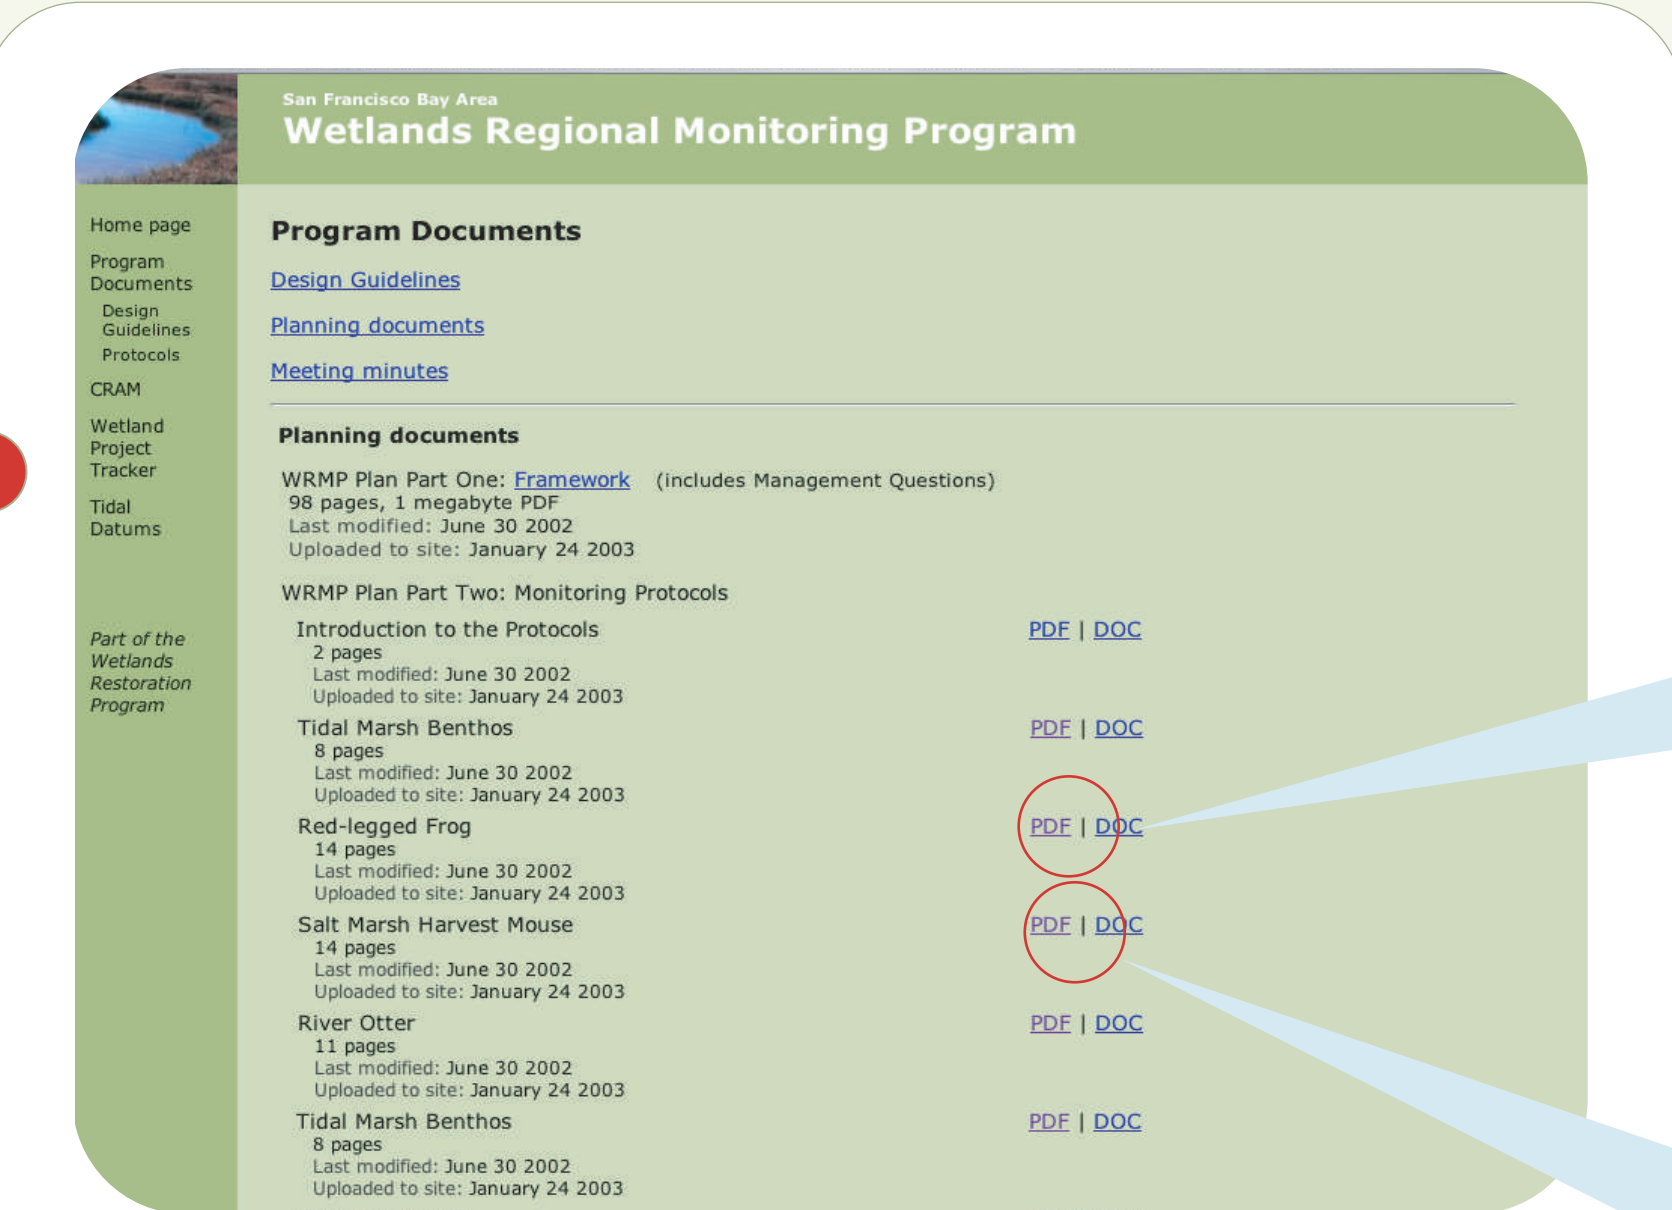 San Francisco Bay Area
Wetlands Regional Monitoring Program
Home page
Program
Documents
Design
Guidelines
Protocols
CRAM
Wetland
Project
Tracker
Tidal
Datums
Part of the
Wetlands
Restoration
Program
Program Documents
Design Guidelines
Planning documents
Meeting minutes
Planning documents
WRMP Plan Part One: Framework (includes Management Questions)
98 pages, 1 megabyte PDF
Last modified: June 30 2002
Uploaded to site: January 24 2003
WRMP Plan Part Two: Monitoring Protocols
Introduction to the Protocols PDF | DOC
2 pages
Last modified: June 30 2002
Uploaded to site: January 24 2003
Tidal Marsh Benthos PDF | DOC
8 pages
Last modified: June 30 2002
Uploaded to site: January 24 2003
Red-legged Frog PDF | DOC
14 pages
Last modified: June 30 2002
Uploaded to site: January 24 2003
Salt Marsh Harvest Mouse PDF | DOC
14 pages
Last modified: June 30 2002
Uploaded to site: January 24 2003
River Otter PDF | DOC
11 pages
Last modified: June 30 2002
Uploaded to site: January 24 2003
Tidal Marsh Benthos PDF | DOC
8 pages
Last modified: June 30 2002
Uploaded to site: January 24 2003